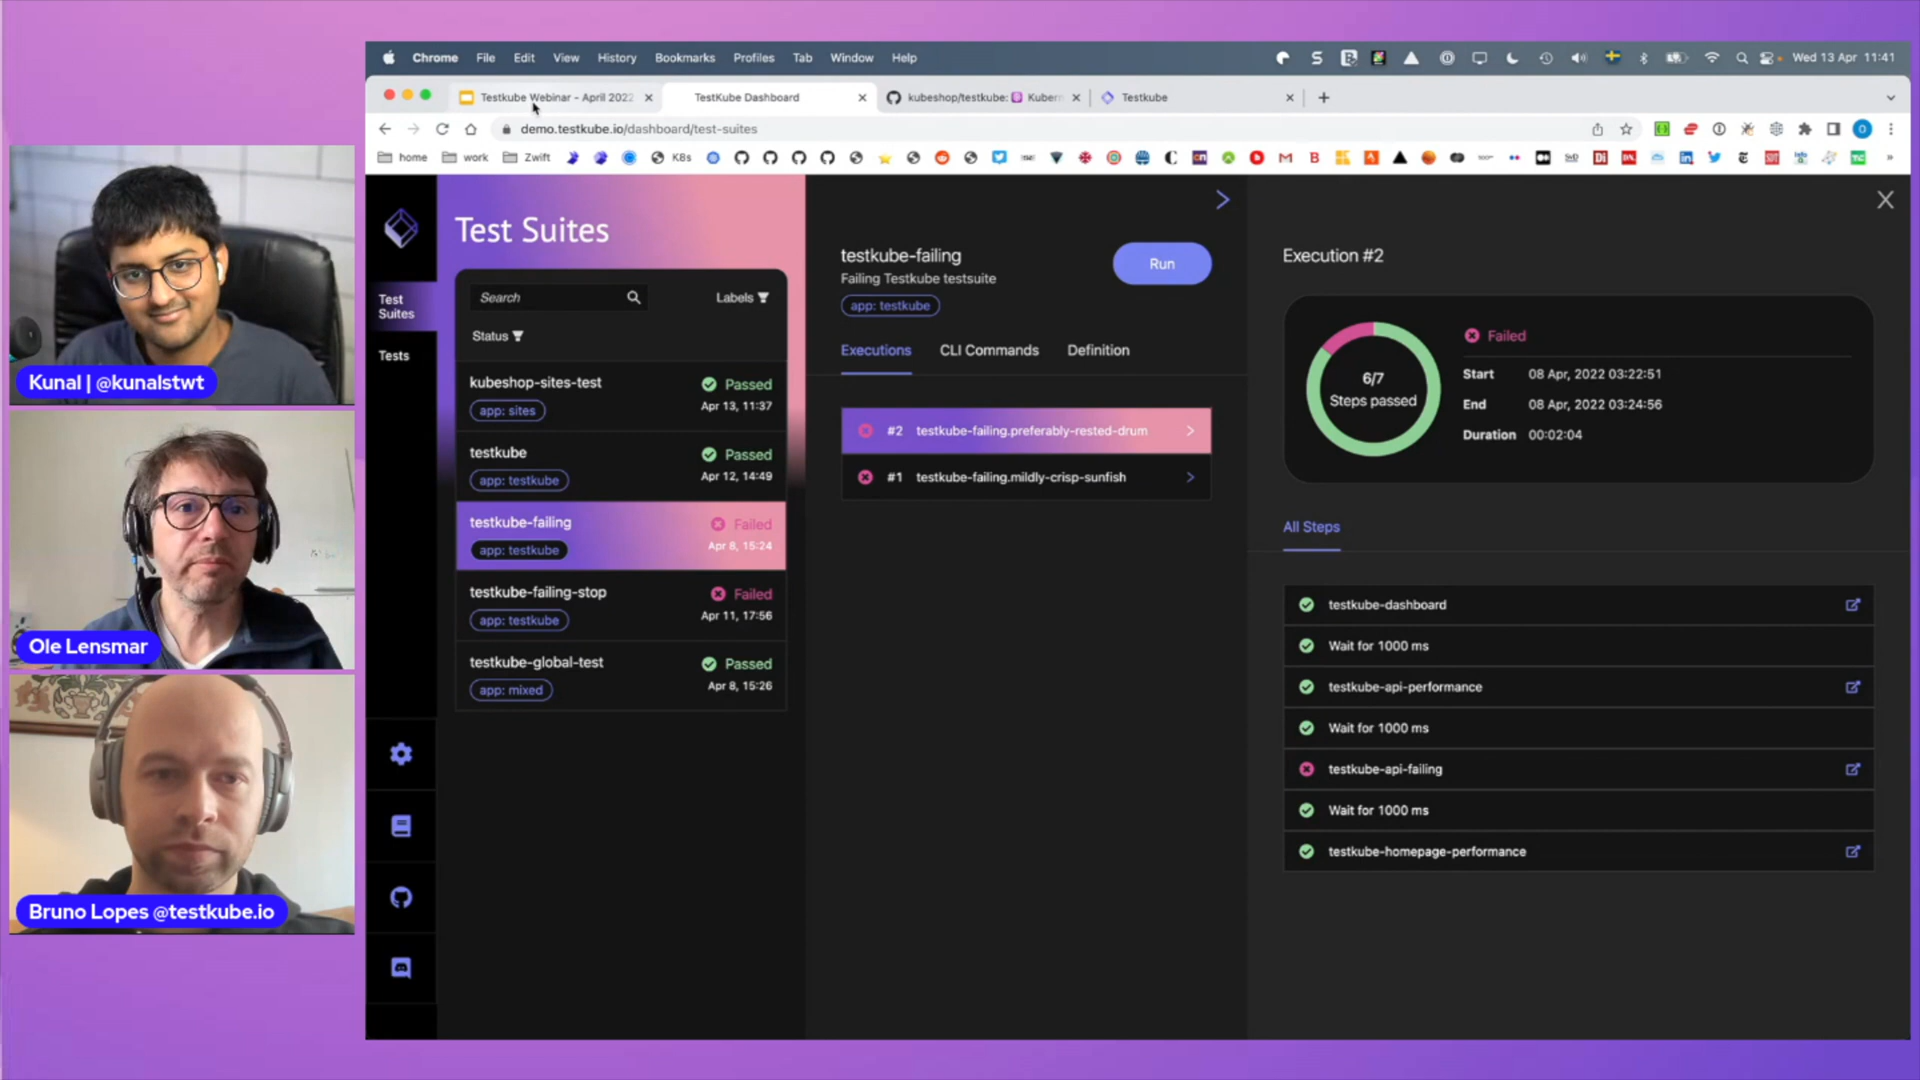 Chrome File Edit View History Bookmarks Profiles Tab Window Help
Wed 13 Apr 11:41
Testkube Webinar - April 2022
TestKube Dashboard
kubeshop/testkube: Kuber
Testkube
demo.testkube.io/dashboard/test-suites
home work Zwift K8s
Kunal | @kunalstwt
Ole Lensmar
Bruno Lopes @testkube.io
Test Suites
Tests
Test Suites
Search
Labels
Status
kubeshop-sites-test
Passed
app: sites
Apr 13, 11:37
testkube
Passed
app: testkube
Apr 12, 14:49
testkube-failing
Failed
app: testkube
Apr 8, 15:24
testkube-failing-stop
Failed
app: testkube
Apr 11, 17:56
testkube-global-test
Passed
app: mixed
Apr 8, 15:26
testkube-failing
Failing Testkube testsuite
app: testkube
Run
Executions CLI Commands Definition
#2 testkube-failing.preferably-rested-drum
#1 testkube-failing.mildly-crisp-sunfish
Execution #2
6/7
Steps passed
Failed
Start 08 Apr, 2022 03:22:51
End 08 Apr, 2022 03:24:56
Duration 00:02:04
All Steps
testkube-dashboard
Wait for 1000 ms
testkube-api-performance
Wait for 1000 ms
testkube-api-failing
Wait for 1000 ms
testkube-homepage-performance